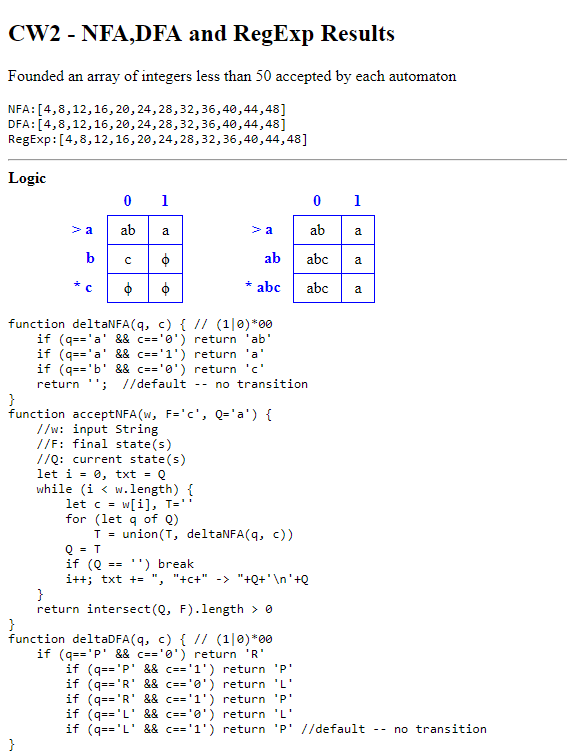 CW2 - NFA,DFA and RegExp Results
Founded an array of integers less than 50 accepted by each automaton
NFA:[4,8,12,16,20,24,28,32,36,40,44,48]
DFA:[4,8,12,16,20,24,28,32,36,40,44,48]
RegExp:[4,8,12,16,20,24,28,32,36,40,44,48]
Logic
0 1 0 1
> a ab a > a ab a
b c ϕ ab abc a
* c ϕ ϕ * abc abc a
function deltaNFA(q, c) { // (1|0)*00
    if (q=='a' && c=='0') return 'ab'
    if (q=='a' && c=='1') return 'a'
    if (q=='b' && c=='0') return 'c'
    return '';  //default -- no transition
}
function acceptNFA(w, F='c', Q='a') {
    //w: input String
    //F: final state(s)
    //Q: current state(s)
    let i = 0, txt = Q
    while (i < w.length) {
        let c = w[i], T=''
        for (let q of Q)
            T = union(T, deltaNFA(q, c))
        Q = T
        if (Q == '') break
        i++; txt += ", "+c+" -> "+Q+'\n'+Q
    }
    return intersect(Q, F).length > 0
}
function deltaDFA(q, c) { // (1|0)*00
    if (q=='P' && c=='0') return 'R'
        if (q=='P' && c=='1') return 'P'
        if (q=='R' && c=='0') return 'L'
        if (q=='R' && c=='1') return 'P'
        if (q=='L' && c=='0') return 'L'
        if (q=='L' && c=='1') return 'P' //default -- no transition
}